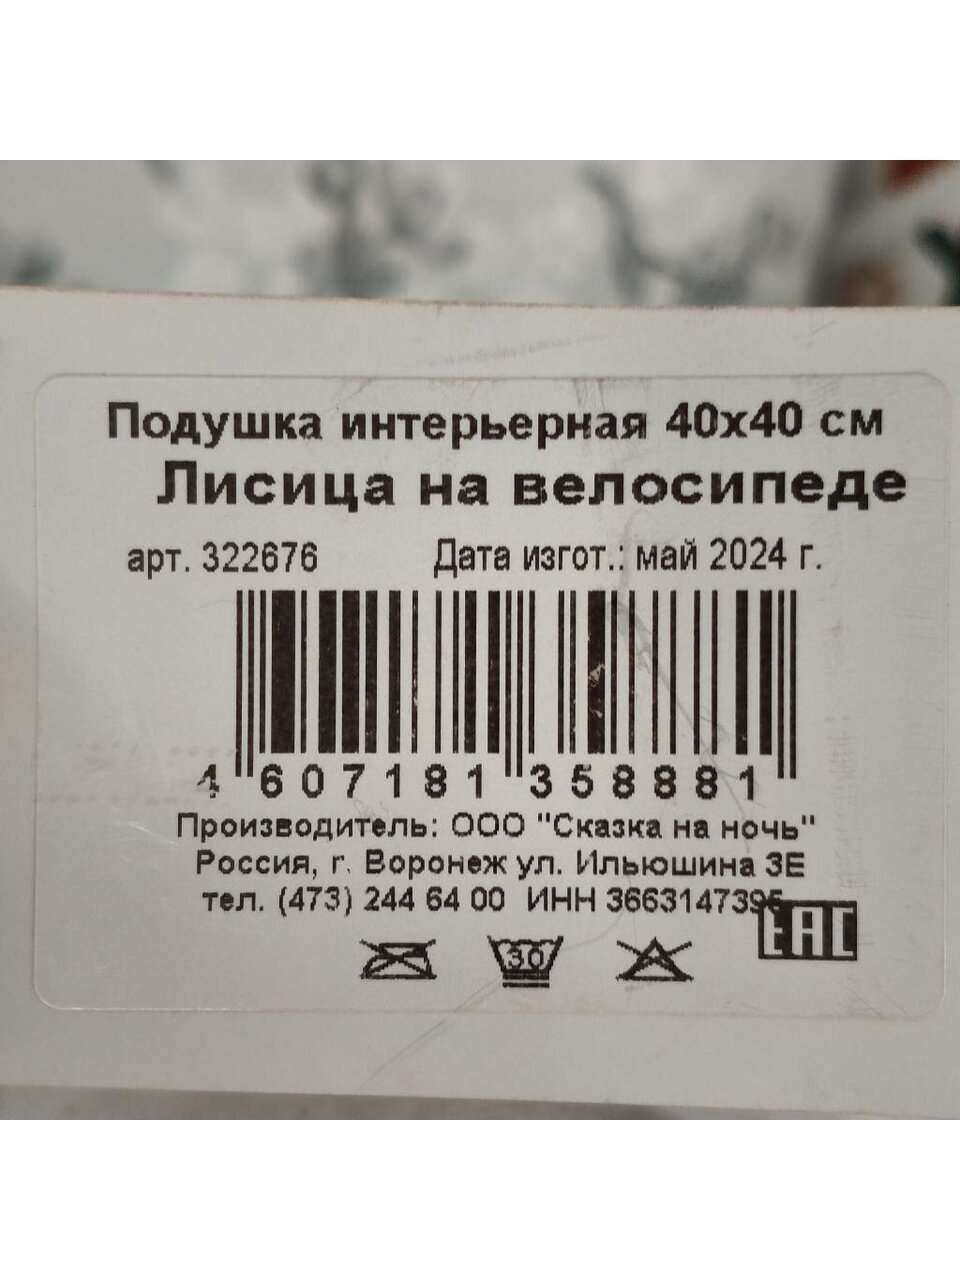 Подушка интерьерная 40х40 см
Лисица на велосипеде
арт. 322676 Дата изгот.: май 2024 г.
4 607181 358881
Производитель: ООО "Сказка на ночь"
Россия, г. Воронеж ул. Ильюшина 3Е
тел. (473) 244 64 00 ИНН 3663147395
EAC
30